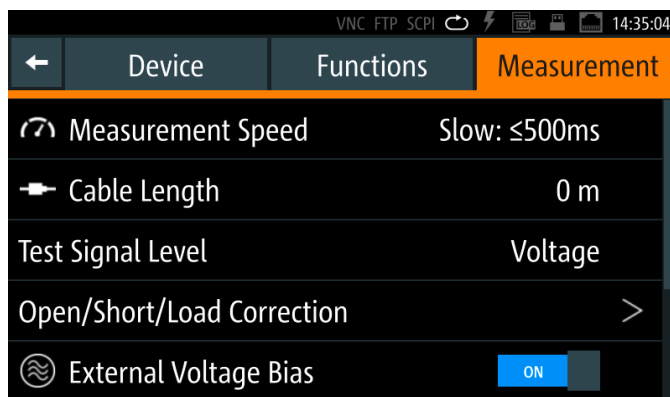 VNC FTP SCPI LOG 14:35:04
Device Functions Measurement
Measurement Speed Slow: ≤500ms
Cable Length 0 m
Test Signal Level Voltage
Open/Short/Load Correction >
External Voltage Bias ON